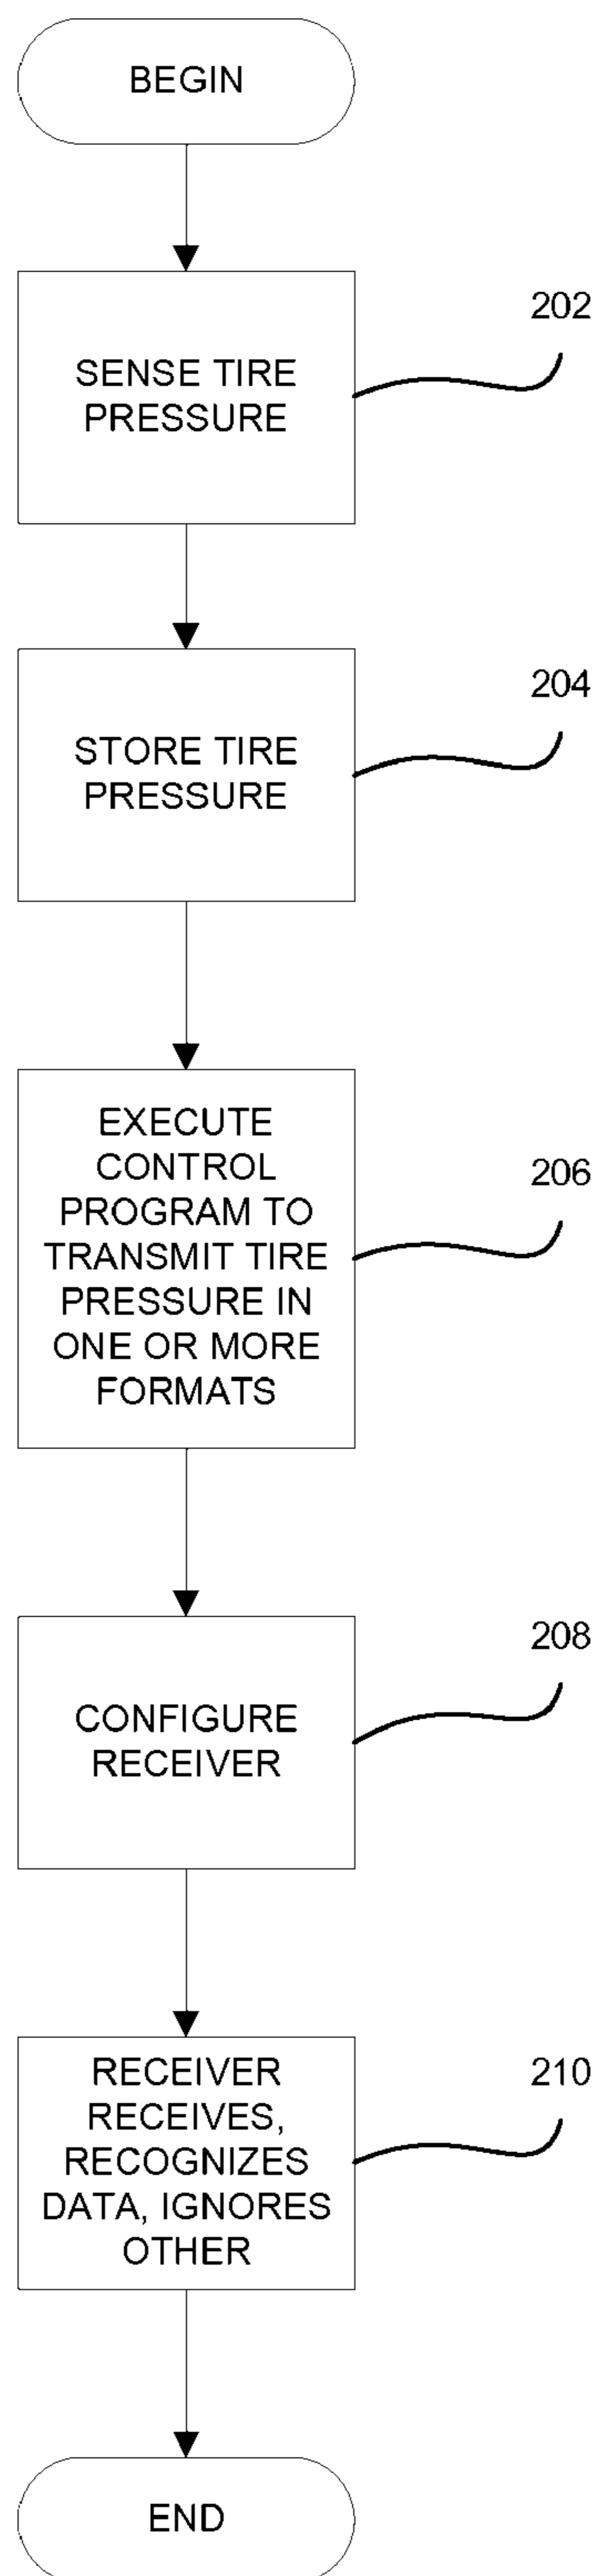 BEGIN
202
SENSE TIRE
PRESSURE
204
STORE TIRE
PRESSURE
EXECUTE
CONTROL
206
PROGRAM TO
TRANSMIT TIRE
PRESSURE IN
ONE OR MORE
FORMATS
208
CONFIGURE
RECEIVER
210
RECEIVER
RECEIVES,
RECOGNIZES
DATA, IGNORES
OTHER
END